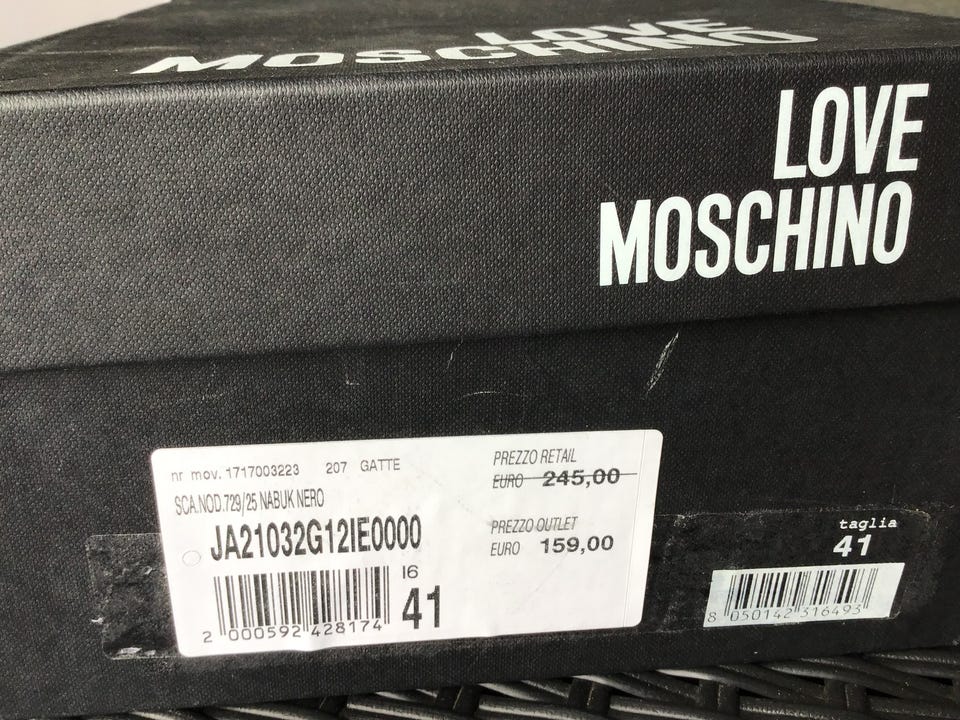 LOVE
MOSCHINO
LOVE
MOSCHINO
nr mov. 1717003223 207 GATTE
SCA.NOD.729/25 NABUK NERO
JA21032G12IE0000
I6
41
2 000592 428174
PREZZO RETAIL
EURO 245,00
PREZZO OUTLET
EURO 159,00
taglia
41
8 050142 316493